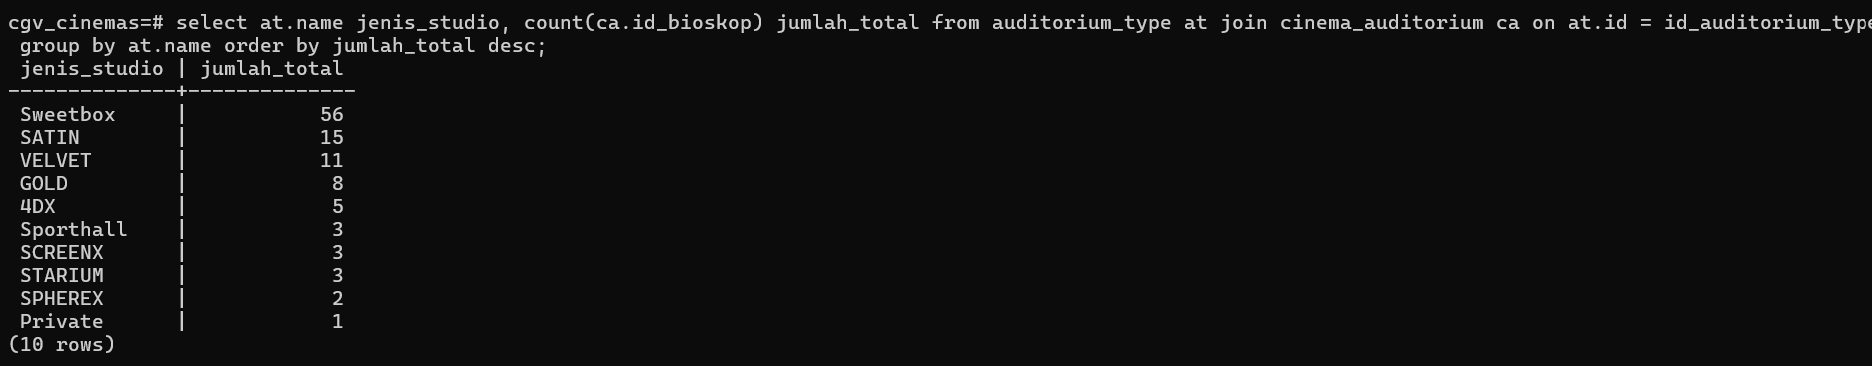 cgv_cinemas=# select at.name jenis_studio, count(ca.id_bioskop) jumlah_total from auditorium_type at join cinema_auditorium ca on at.id = id_auditorium_type
 group by at.name order by jumlah_total desc;
 jenis_studio | jumlah_total
--------------+--------------
 Sweetbox     |           56
 SATIN        |           15
 VELVET       |           11
 GOLD         |            8
 4DX          |            5
 Sporthall    |            3
 SCREENX      |            3
 STARIUM      |            3
 SPHEREX      |            2
 Private      |            1
(10 rows)